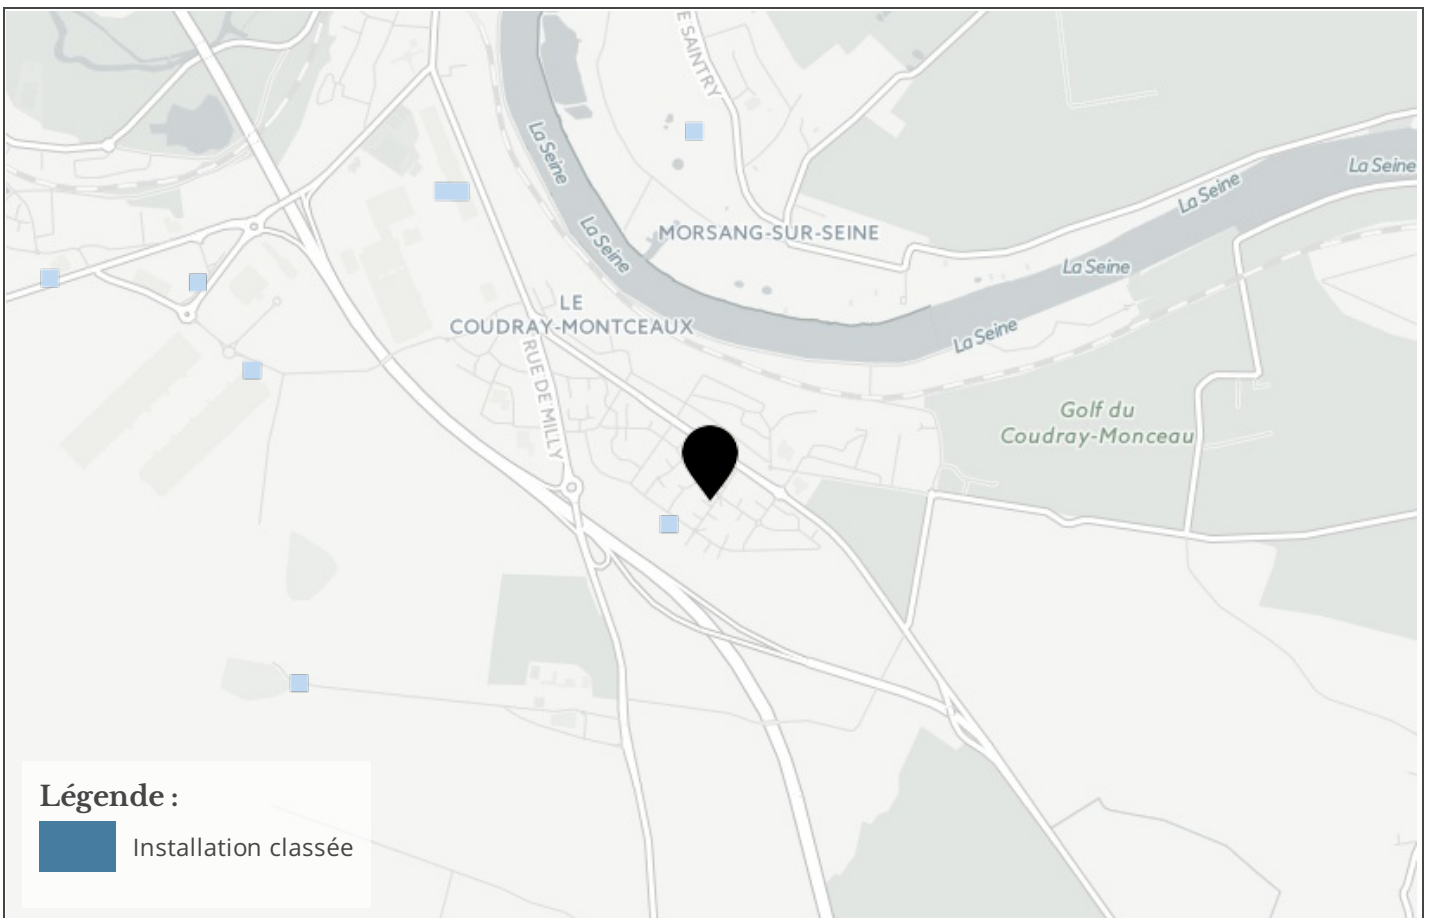 E SAINTRY
La Seine
La Seine
La Seine
La Seine
MORSANG-SUR-SEINE
La Seine
LE
COUDRAY-MONTCEAUX
La Seine
RUE DE MILLY
Golf du
Coudray-Monceau
Légende :
Installation classée